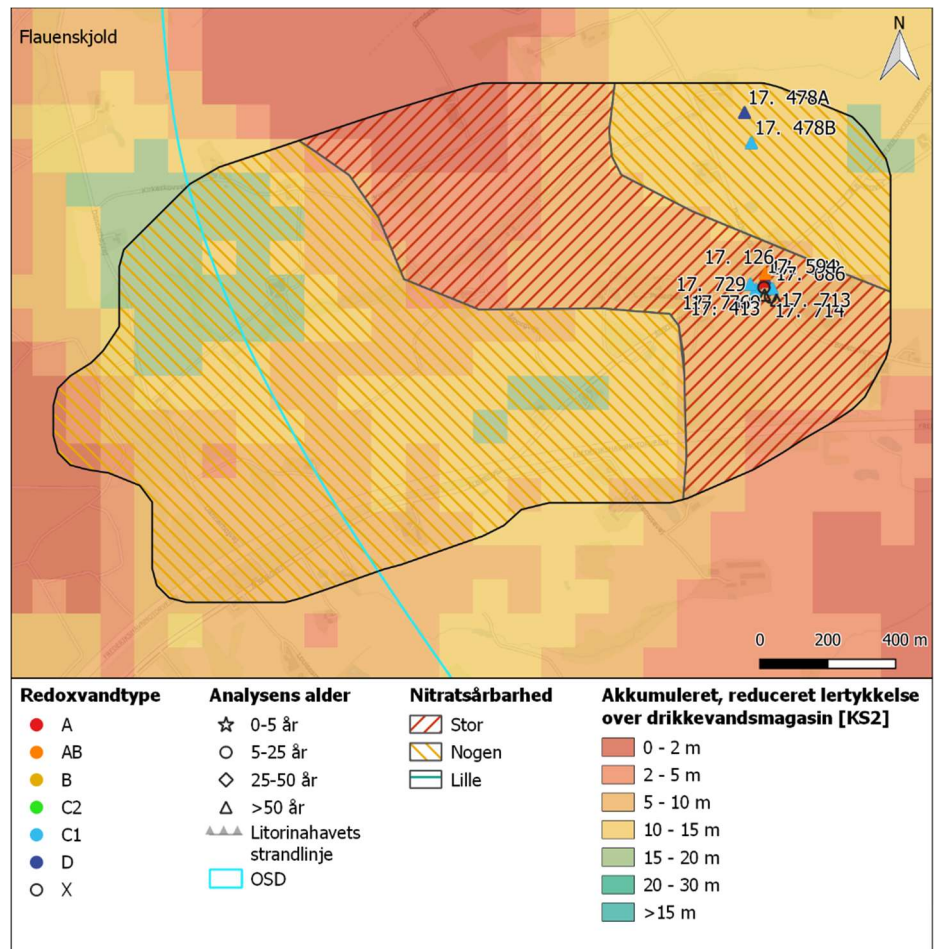 Flauenskjold
N
17. 478A
17. 478B
17. 126
17. 594
17. 686
17. 729
17. 713
17. 413
17. 714
0 200 400 m
Redoxvandtype
A
AB
B
C2
C1
D
X
Analysens alder
0-5 år
5-25 år
25-50 år
>50 år
Litorinahavets
strandlinje
OSD
Nitratsårbarhed
Stor
Nogen
Lille
Akkumuleret, reduceret lertykkelse
over drikkevandsmagasin [KS2]
0 - 2 m
2 - 5 m
5 - 10 m
10 - 15 m
15 - 20 m
20 - 30 m
>15 m